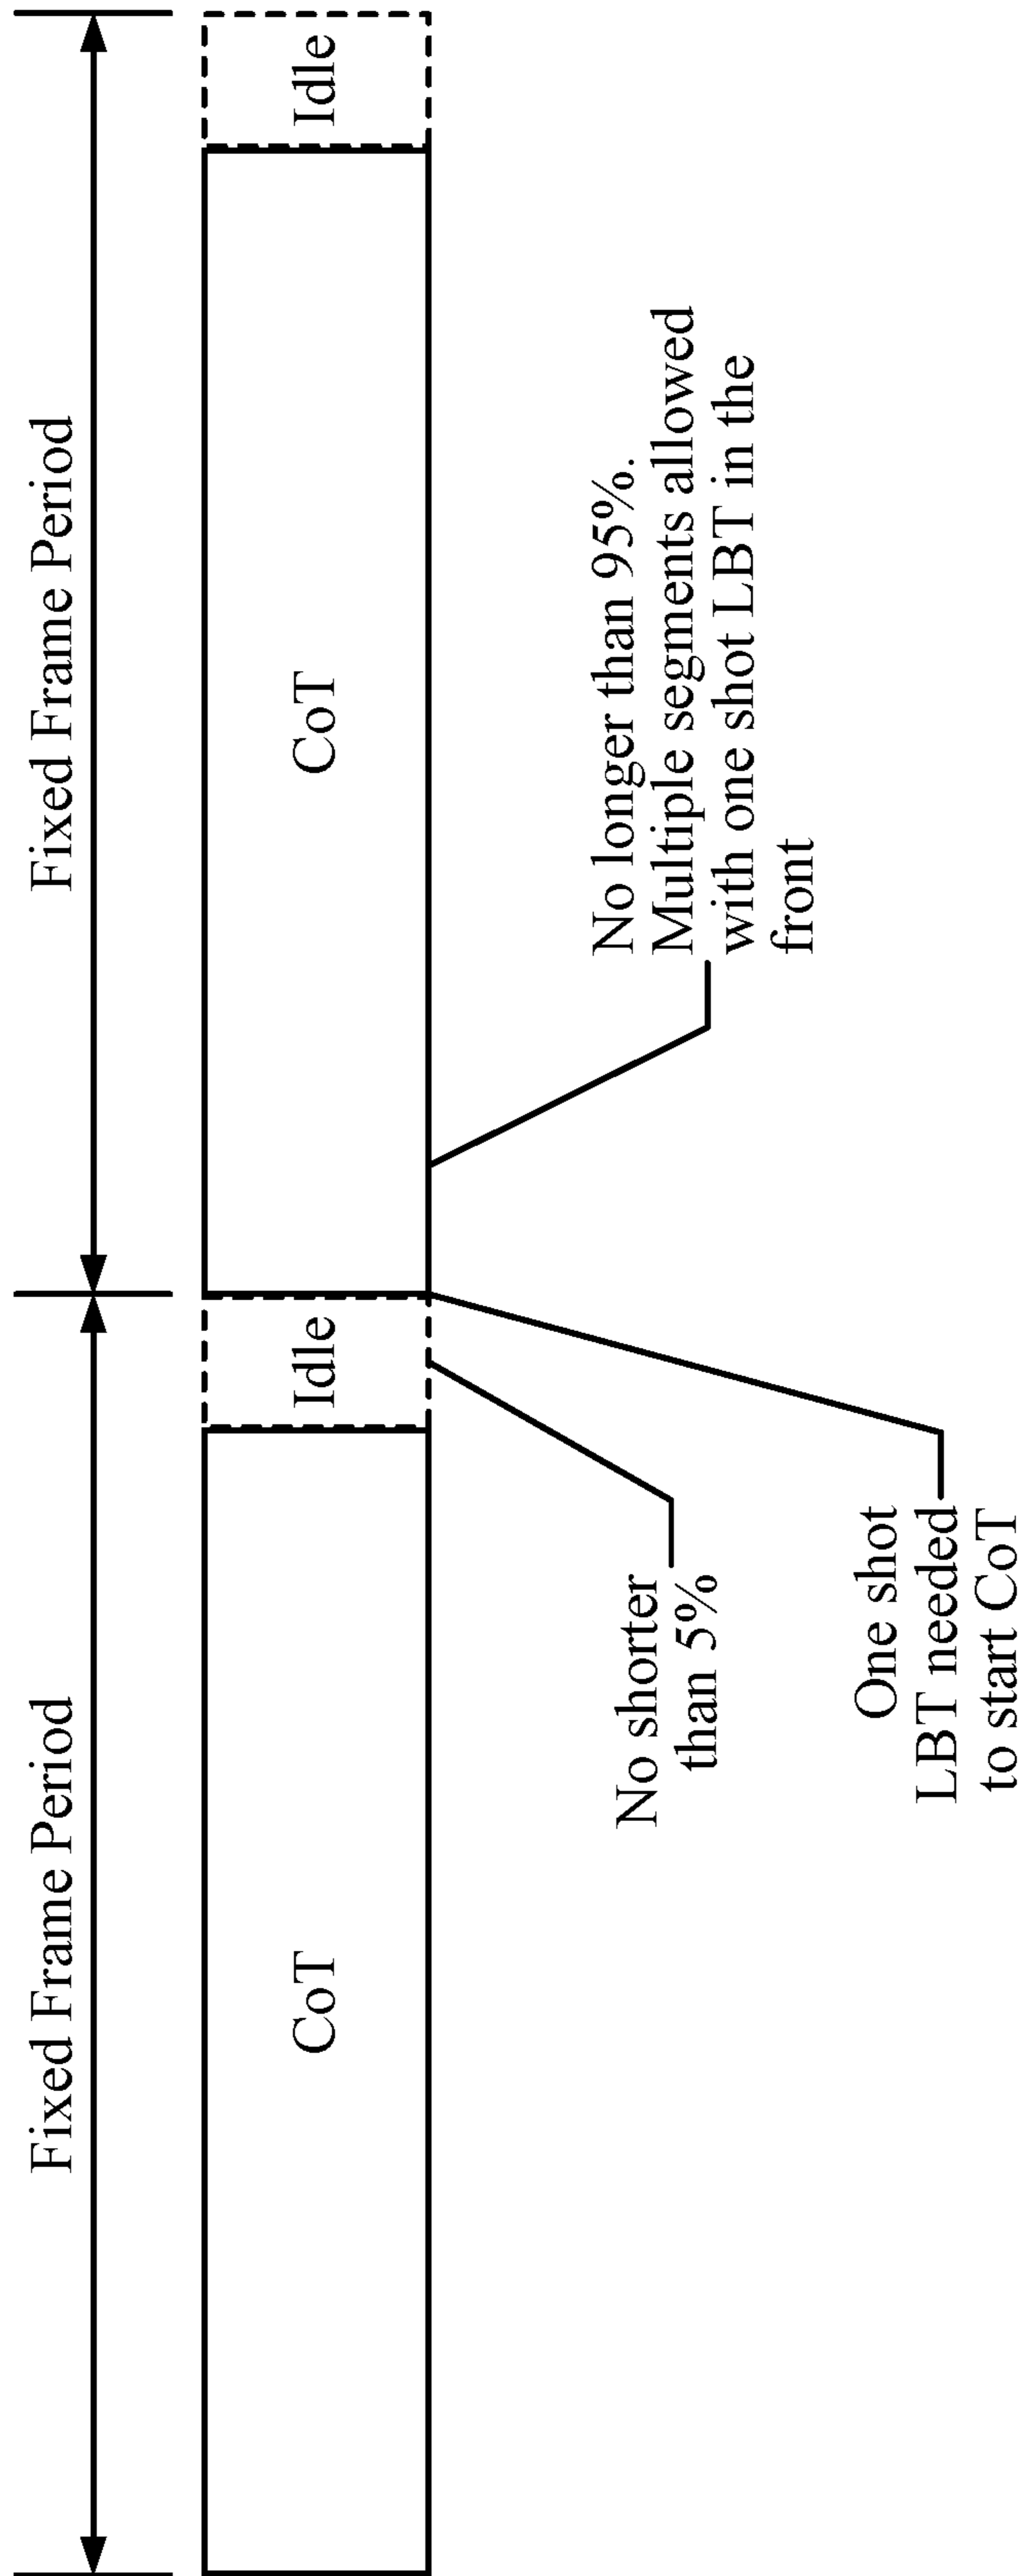 Fixed Frame Period
Fixed Frame Period
CoT
Idle
CoT
Idle
No shorter
than 5%
One shot
LBT needed
to start CoT
No longer than 95%.
Multiple segments allowed
with one shot LBT in the
front